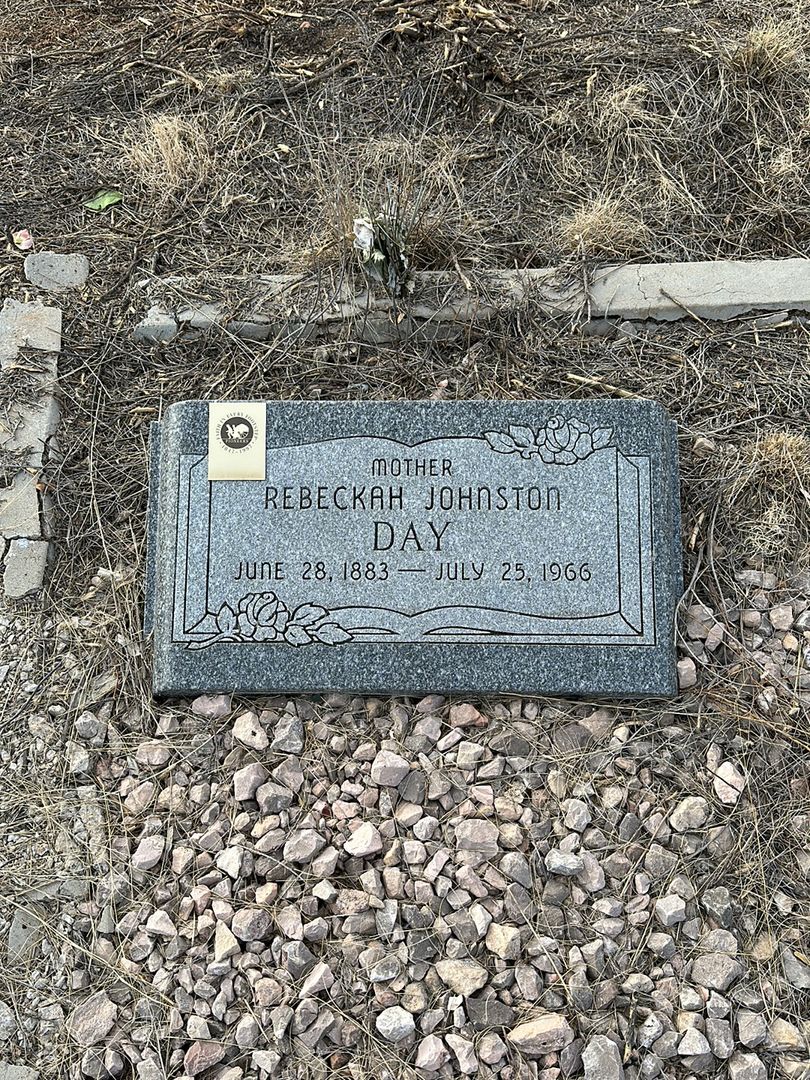 MOTHER
REBECKAH JOHNSTON
DAY
JUNE 28, 1883 — JULY 25, 1966